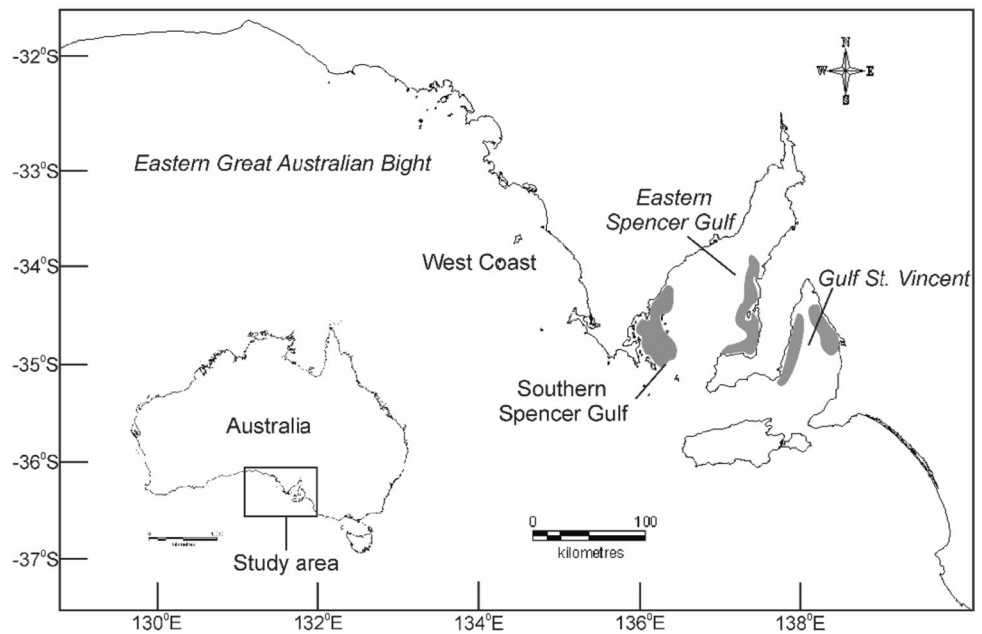 -32°S
-33°S
-34°S
-35°S
-36°S
-37°S
N
W E
S
Eastern Great Australian Bight
Eastern
Spencer Gulf
West Coast
Gulf St. Vincent
Southern
Spencer Gulf
Australia
Study area
0 100
kilometres
130°E 132°E 134°E 136°E 138°E